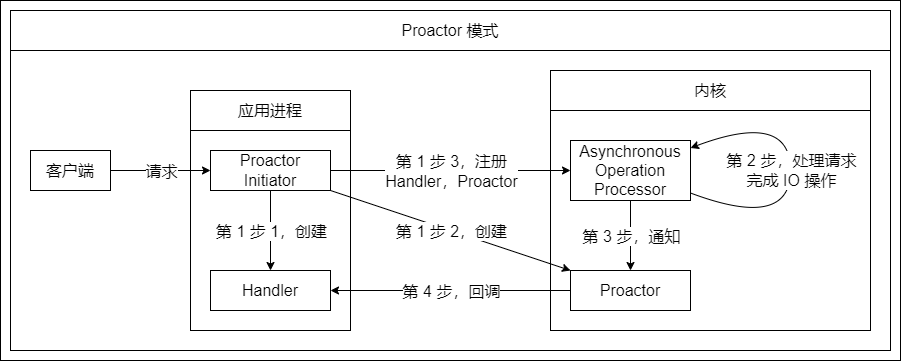 Proactor 模式
应用进程
内核
客户端
请求
Proactor
Initiator
第 1 步 3，注册
Handler，Proactor
Asynchronous
Operation
Processor
第 2 步，处理请求
完成 IO 操作
第 1 步 1，创建
第 1 步 2，创建
第 3 步，通知
Handler
第 4 步，回调
Proactor